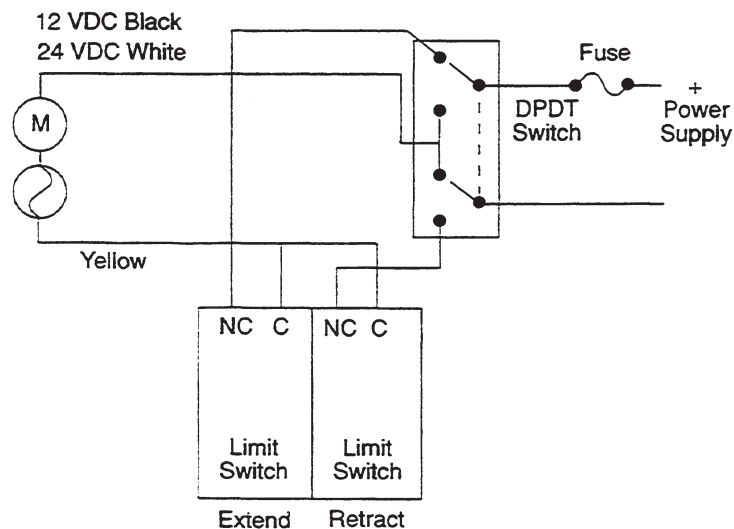 12 VDC Black
24 VDC White
Fuse
M
+
Power
Supply
DPDT
Switch
Yellow
NC C NC C
Limit
Switch
Limit
Switch
Extend
Retract